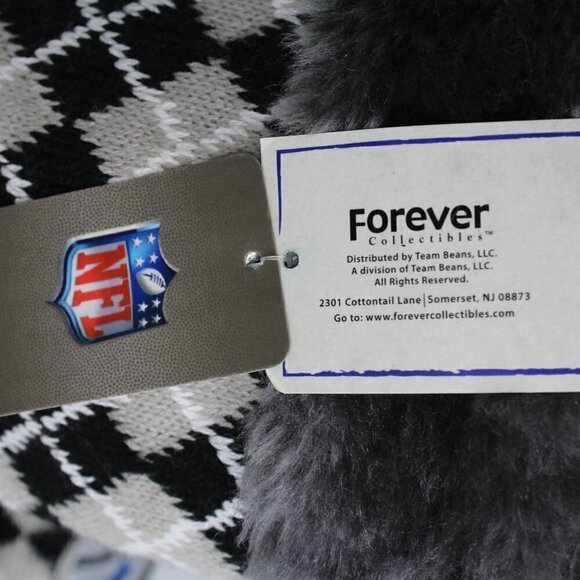 NFL
Forever
Collectibles™
Distributed by Team Beans, LLC.
A division of Team Beans, LLC.
All Rights Reserved.
2301 Cottontail Lane | Somerset, NJ 08873
Go to: www.forevercollectibles.com